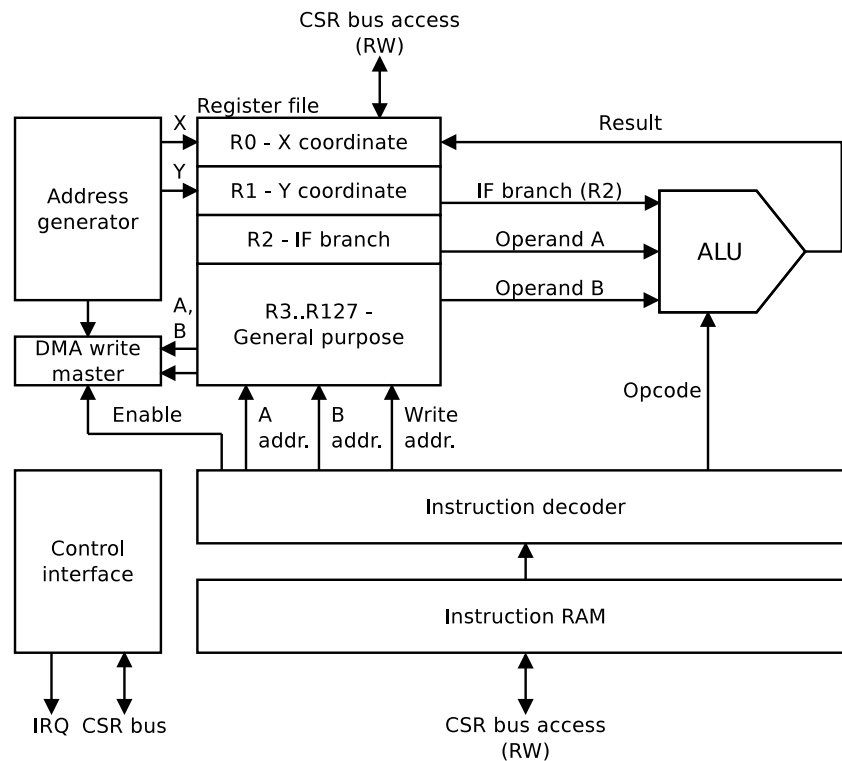 CSR bus access
(RW)
Register file
X
R0 - X coordinate
Result
Y
R1 - Y coordinate
IF branch (R2)
Address
generator
R2 - IF branch
Operand A
ALU
Operand B
A,
B
R3..R127 -
General purpose
DMA write
master
Enable
A
addr.
B
addr.
Write
addr.
Opcode
Instruction decoder
Control
interface
Instruction RAM
IRQ
CSR bus
CSR bus access
(RW)